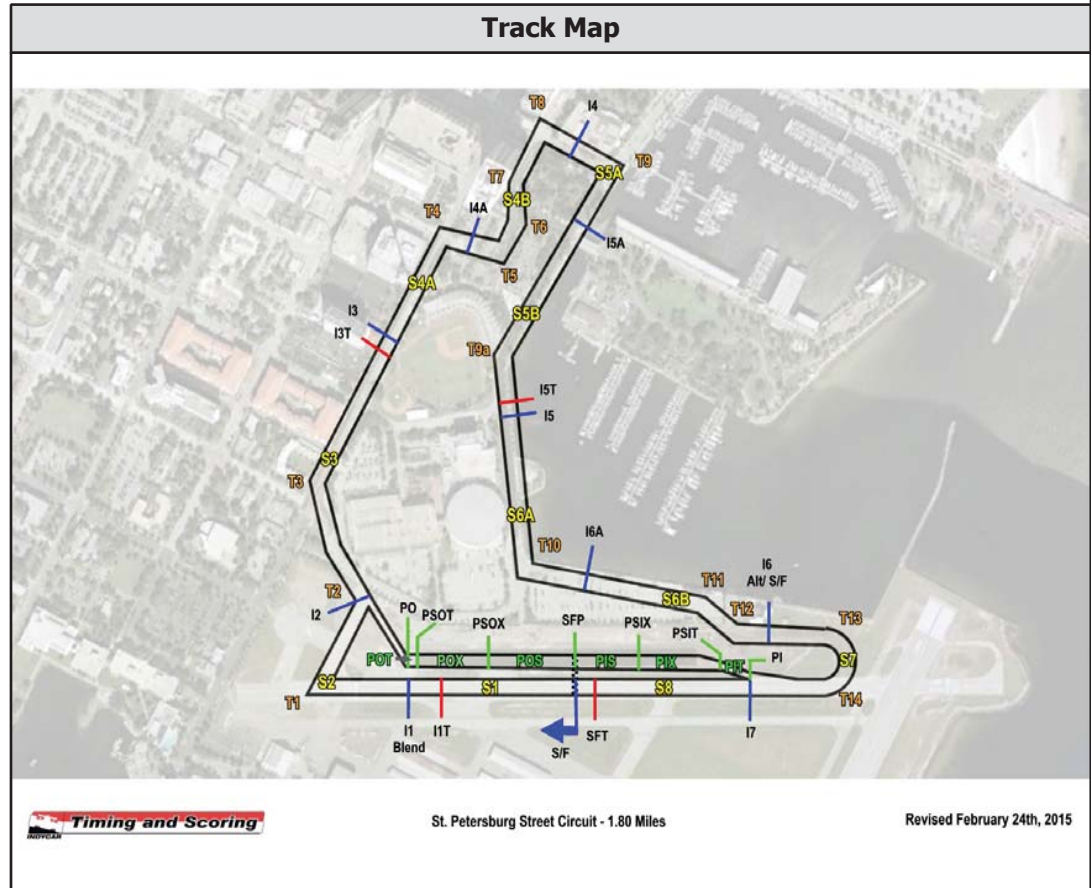 Track Map
T8
I4
T9
S5A
T7
S4B
I4A
T4
T6
I5A
T5
S4A
S5B
I3
I3T
T9a
I5T
I5
S3
T3
S6A
I6A
T10
I6
Alt/ S/F
T11
T12
S6B
T13
T2
I2
PO
PSOT
PSOX
SFP
PSIX
PSIT
PI
S7
POT
POX
POS
PIS
PIX
PIT
S2
S1
S8
T1
T14
I1
Blend
I1T
S/F
SFT
I7
INDYCAR
Timing and Scoring
St. Petersburg Street Circuit - 1.80 Miles
Revised February 24th, 2015